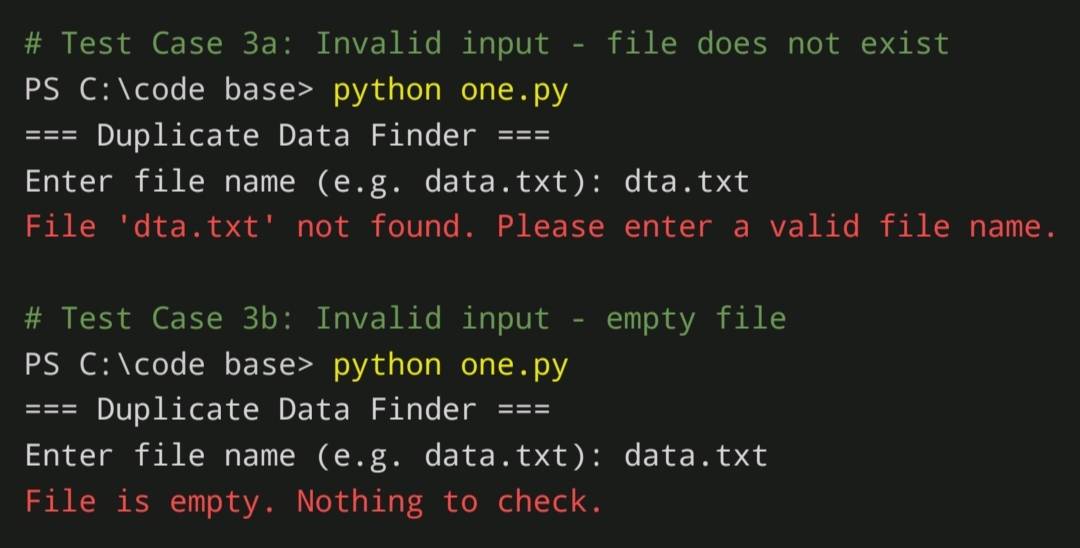 # Test Case 3a: Invalid input - file does not exist
PS C:\code base> python one.py
=== Duplicate Data Finder ===
Enter file name (e.g. data.txt): dta.txt
File 'dta.txt' not found. Please enter a valid file name.
# Test Case 3b: Invalid input - empty file
PS C:\code base> python one.py
=== Duplicate Data Finder ===
Enter file name (e.g. data.txt): data.txt
File is empty. Nothing to check.